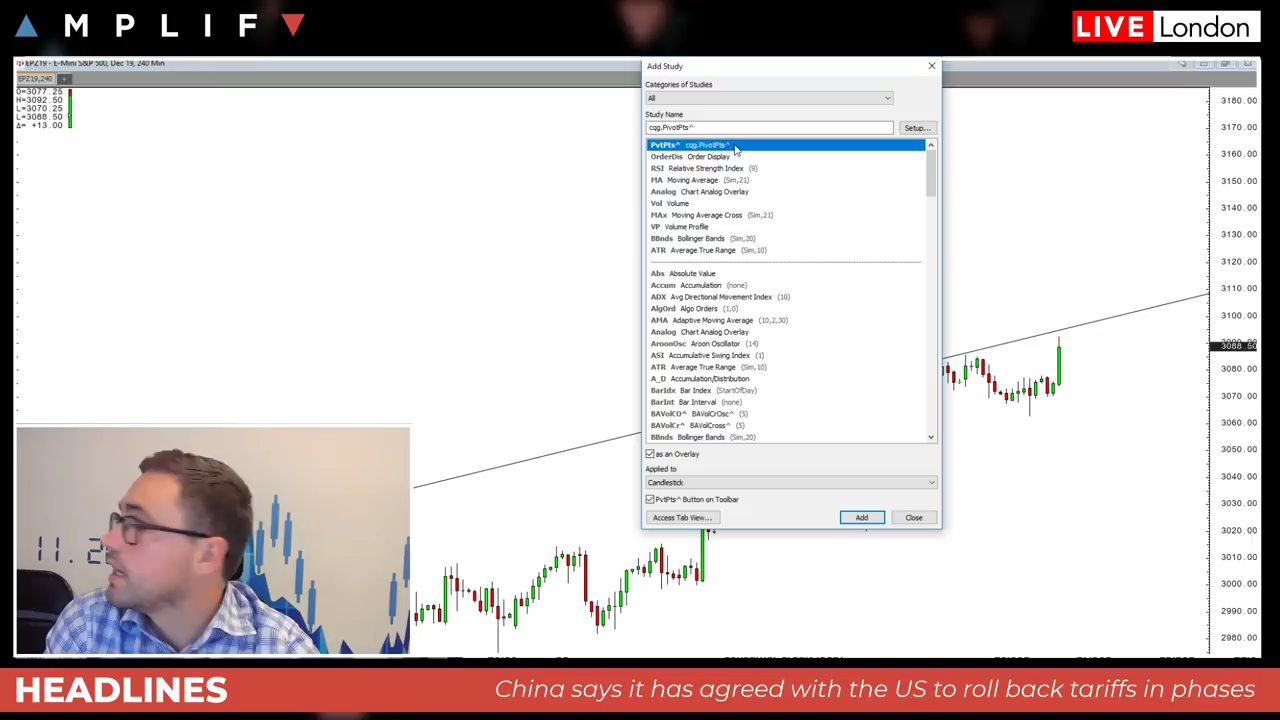 MPLIF
LIVE London
EPZ19 - E-Mini S&P 500, Dec 19, 240 Min
EPZ19,240 +
O=3077.25
H=3092.50
L=3070.25
L=3088.50
Δ= +13.00
Add Study
Categories of Studies
All
Study Name
cqg.PivotPts^
Setup...
PvtPts^ cqg.PivotPts^
OrderDis Order Display
RSI Relative Strength Index (9)
MA Moving Average (Sim,21)
Analog Chart Analog Overlay
Vol Volume
MAx Moving Average Cross (Sim,21)
VP Volume Profile
BBnds Bollinger Bands (Sim,20)
ATR Average True Range (Sim,10)
Abs Absolute Value
Accum Accumulation (none)
ADX Avg Directional Movement Index (10)
AlgOrd Algo Orders (1,0)
AMA Adaptive Moving Average (10,2,30)
Analog Chart Analog Overlay
AroonOsc Aroon Oscillator (14)
ASI Accumulative Swing Index (1)
ATR Average True Range (Sim,10)
A_D Accumulation/Distribution
BarIdx Bar Index (StartOfDay)
BarInt Bar Interval (none)
BAVolCO^ BAVolCrOsc^ (5)
BAVolCr^ BAVolCross^ (5)
BBnds Bollinger Bands (Sim,20)
as an Overlay
Applied to
Candlestick
PvtPts^ Button on Toolbar
Access Tab View...
Add
Close
3180.00
3170.00
3160.00
3150.00
3140.00
3130.00
3120.00
3110.00
3100.00
3088.50
3070.00
3060.00
3050.00
3040.00
3030.00
3020.00
3010.00
3000.00
2990.00
2980.00
11.2
HEADLINES
China says it has agreed with the US to roll back tariffs in phases